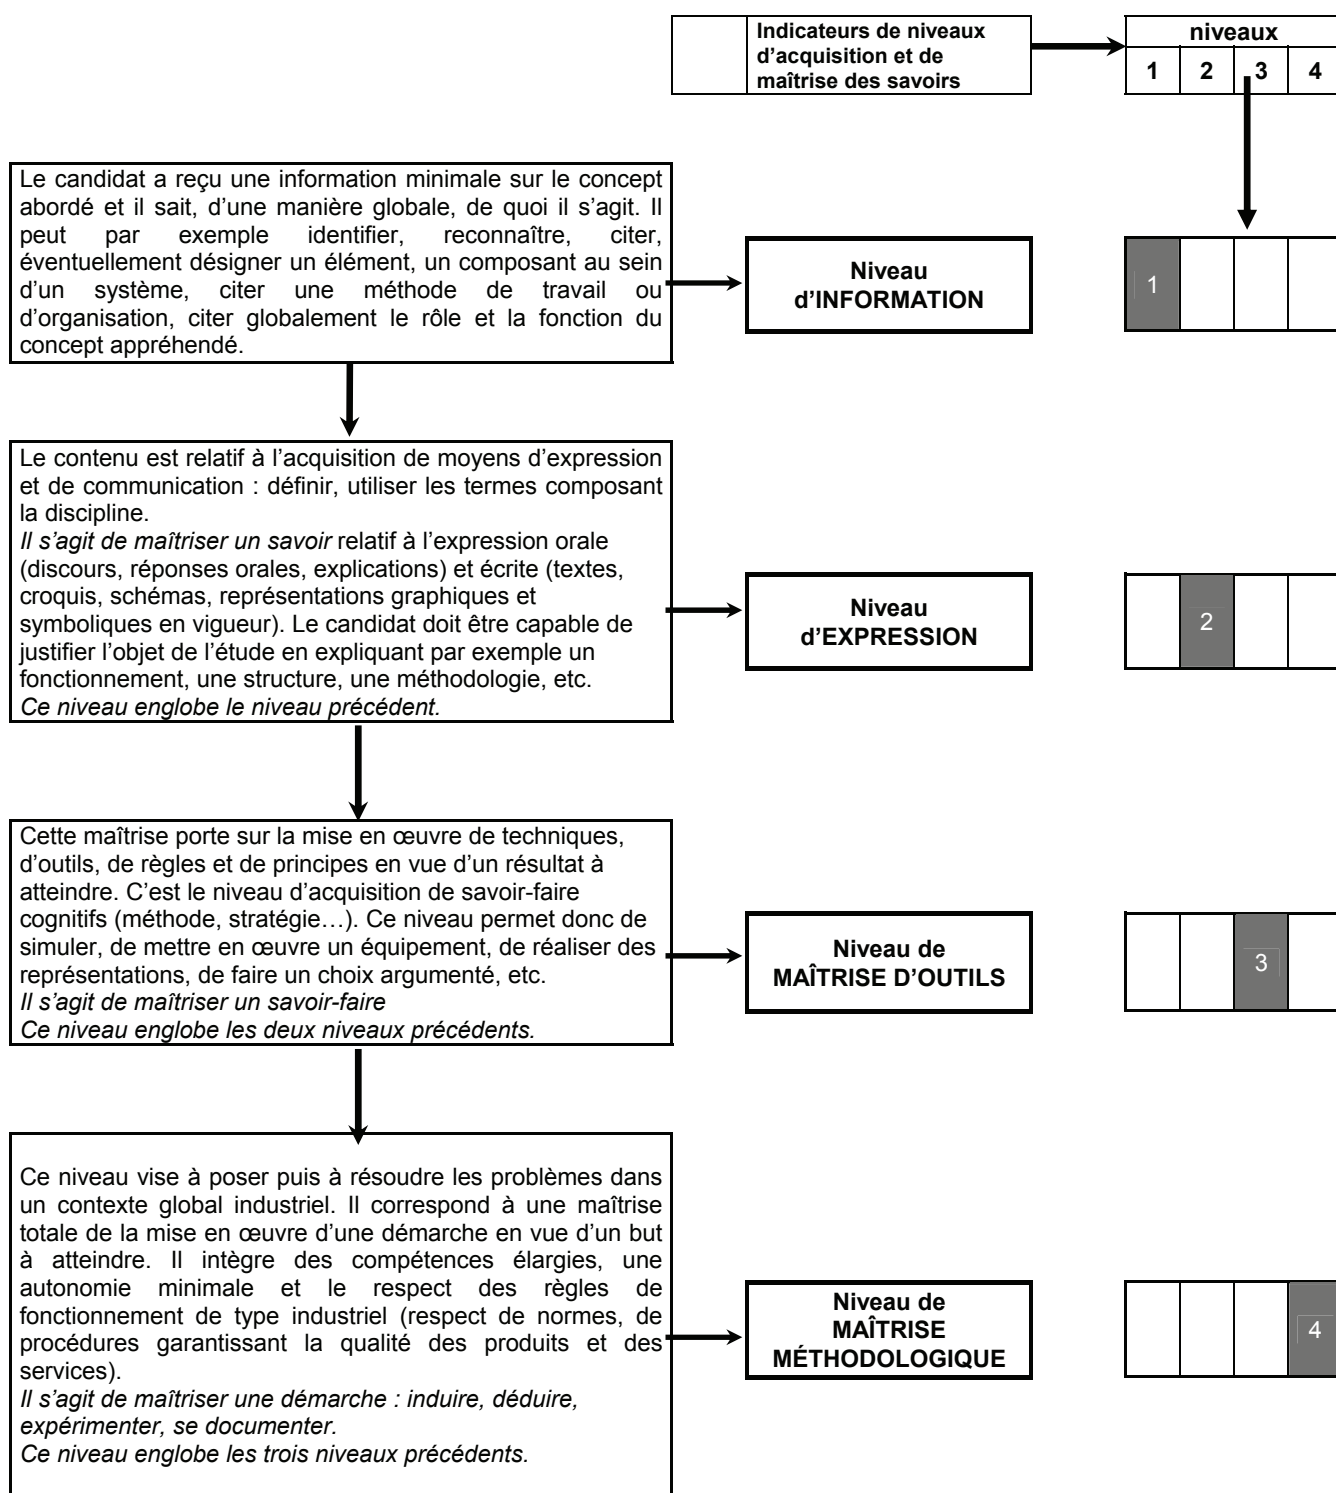 Indicateurs de niveaux
d’acquisition et de
maîtrise des savoirs
niveaux
1 2 3 4
Le candidat a reçu une information minimale sur le concept
abordé et il sait, d’une manière globale, de quoi il s’agit. Il
peut par exemple identifier, reconnaître, citer,
éventuellement désigner un élément, un composant au sein
d’un système, citer une méthode de travail ou
d’organisation, citer globalement le rôle et la fonction du
concept appréhendé.
Niveau
d’INFORMATION
1
Le contenu est relatif à l’acquisition de moyens d’expression
et de communication : définir, utiliser les termes composant
la discipline.
Il s’agit de maîtriser un savoir relatif à l’expression orale
(discours, réponses orales, explications) et écrite (textes,
croquis, schémas, représentations graphiques et
symboliques en vigueur). Le candidat doit être capable de
justifier l’objet de l’étude en expliquant par exemple un
fonctionnement, une structure, une méthodologie, etc.
Ce niveau englobe le niveau précédent.
Niveau
d’EXPRESSION
2
Cette maîtrise porte sur la mise en œuvre de techniques,
d’outils, de règles et de principes en vue d’un résultat à
atteindre. C’est le niveau d’acquisition de savoir-faire
cognitifs (méthode, stratégie…). Ce niveau permet donc de
simuler, de mettre en œuvre un équipement, de réaliser des
représentations, de faire un choix argumenté, etc.
Il s’agit de maîtriser un savoir-faire
Ce niveau englobe les deux niveaux précédents.
Niveau de
MAÎTRISE D’OUTILS
3
Ce niveau vise à poser puis à résoudre les problèmes dans
un contexte global industriel. Il correspond à une maîtrise
totale de la mise en œuvre d’une démarche en vue d’un but
à atteindre. Il intègre des compétences élargies, une
autonomie minimale et le respect des règles de
fonctionnement de type industriel (respect de normes, de
procédures garantissant la qualité des produits et des
services).
Il s’agit de maîtriser une démarche : induire, déduire,
expérimenter, se documenter.
Ce niveau englobe les trois niveaux précédents.
Niveau de
MAÎTRISE
MÉTHODOLOGIQUE
4